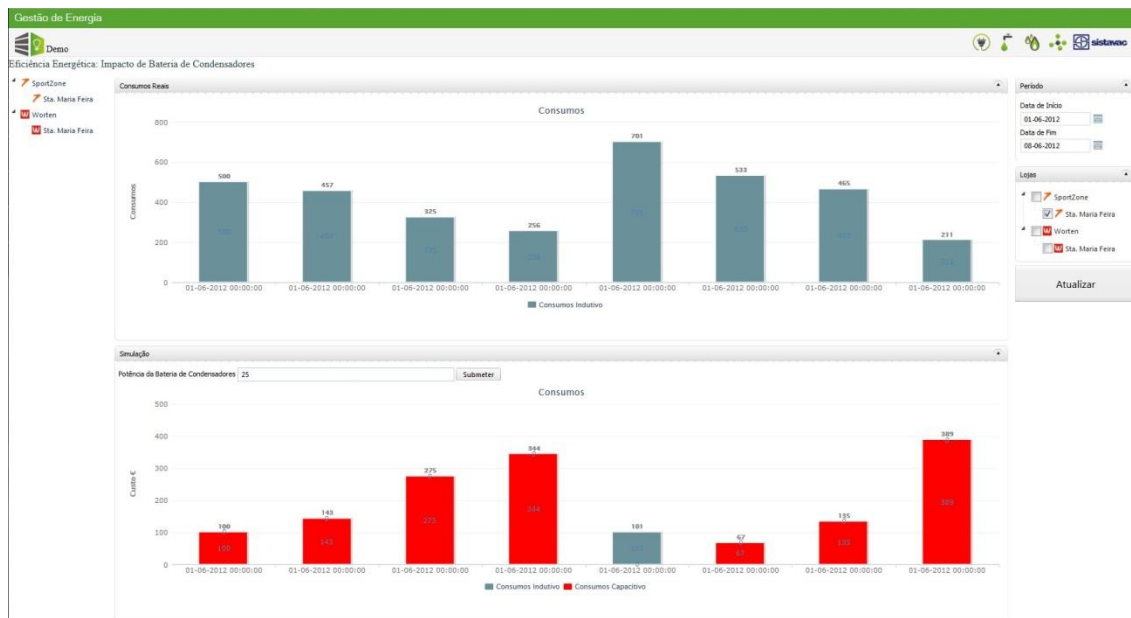 Gestão de Energia
Demo
sistavac
Eficiência Energética: Impacto de Bateria de Condensadores
SportZone
Sta. Maria Feira
Worten
Sta. Maria Feira
Consumos Reais
Consumos
Consumos
800
600
400
200
0
500
457
325
256
701
533
465
211
01-06-2012 00:00:00
01-06-2012 00:00:00
01-06-2012 00:00:00
01-06-2012 00:00:00
01-06-2012 00:00:00
01-06-2012 00:00:00
01-06-2012 00:00:00
01-06-2012 00:00:00
Consumos Indutivo
Simulação
Potência da Bateria de Condensadores 25 Submeter
Consumos
Custo €
500
400
300
200
100
0
100
143
275
344
101
67
135
389
100
143
275
344
67
135
389
01-06-2012 00:00:00
01-06-2012 00:00:00
01-06-2012 00:00:00
01-06-2012 00:00:00
01-06-2012 00:00:00
01-06-2012 00:00:00
01-06-2012 00:00:00
01-06-2012 00:00:00
Consumos Indutivo Consumos Capacitivo
Período
Data de Início
01-06-2012
Data de Fim
08-06-2012
Lojas
SportZone
Sta. Maria Feira
Worten
Sta. Maria Feira
Atualizar